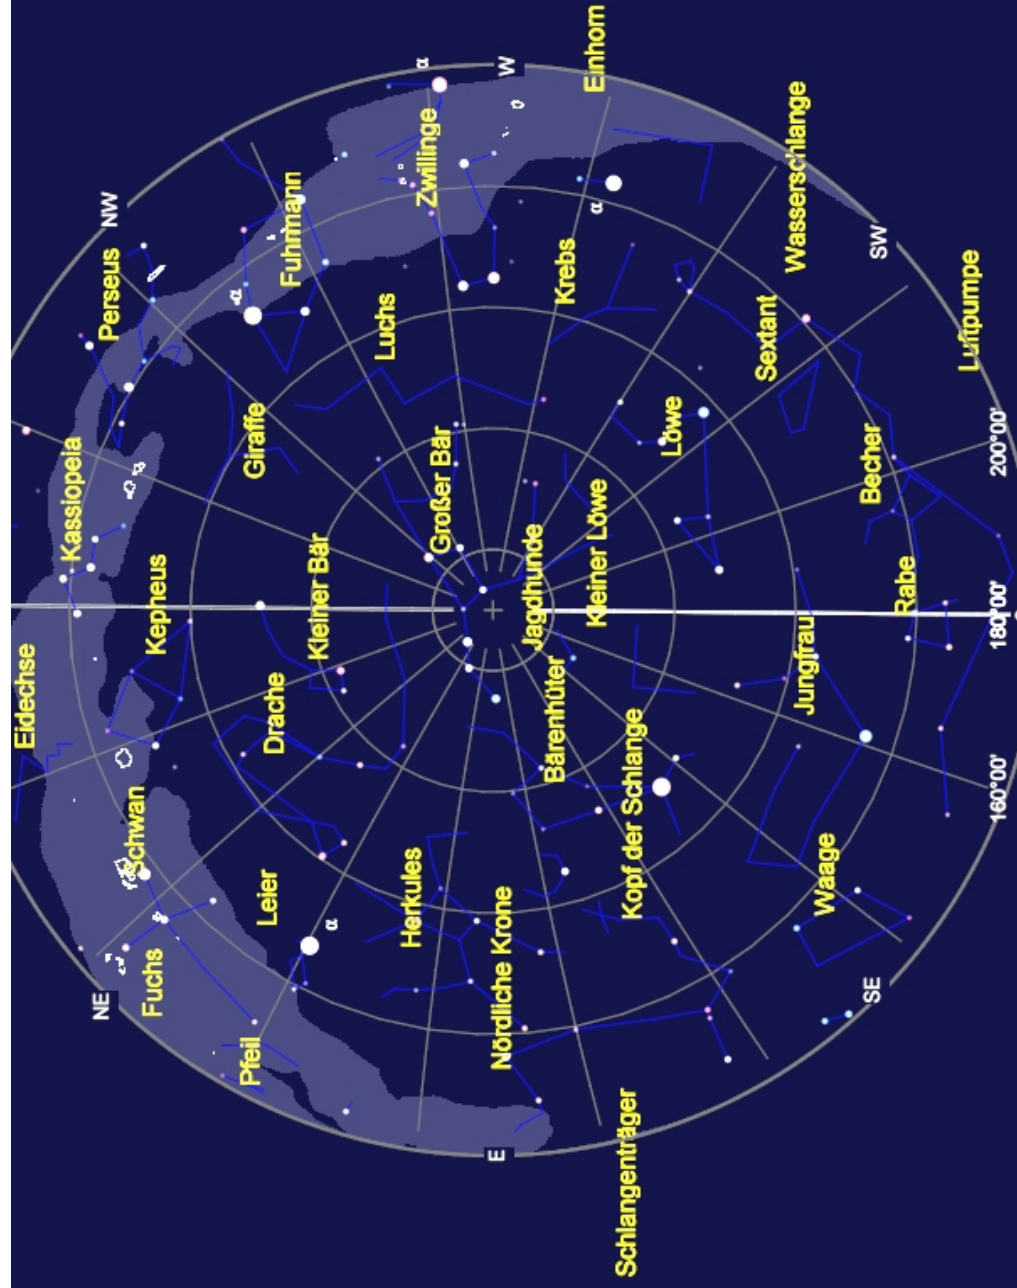 Eidechse
Kassiopeia
Perseus
NW
Kepheus
Schwan
Giraffe
Fuhrmann
α
α
Fuchs
NE
Leier
Drache
Kleiner Bär
Luchs
Zwillinge
W
Pfeil
α
Herkules
Großer Bär
Krebs
Einhorn
α
E
Nördliche Krone
Bärenhüter
Jagdhunde
Kleiner Löwe
Löwe
Sextant
Wasserschlange
Schlangenträger
Kopf der Schlange
Jungfrau
Becher
SW
Waage
Rabe
Luftpumpe
SE
160°00'
180°00'
200°00'